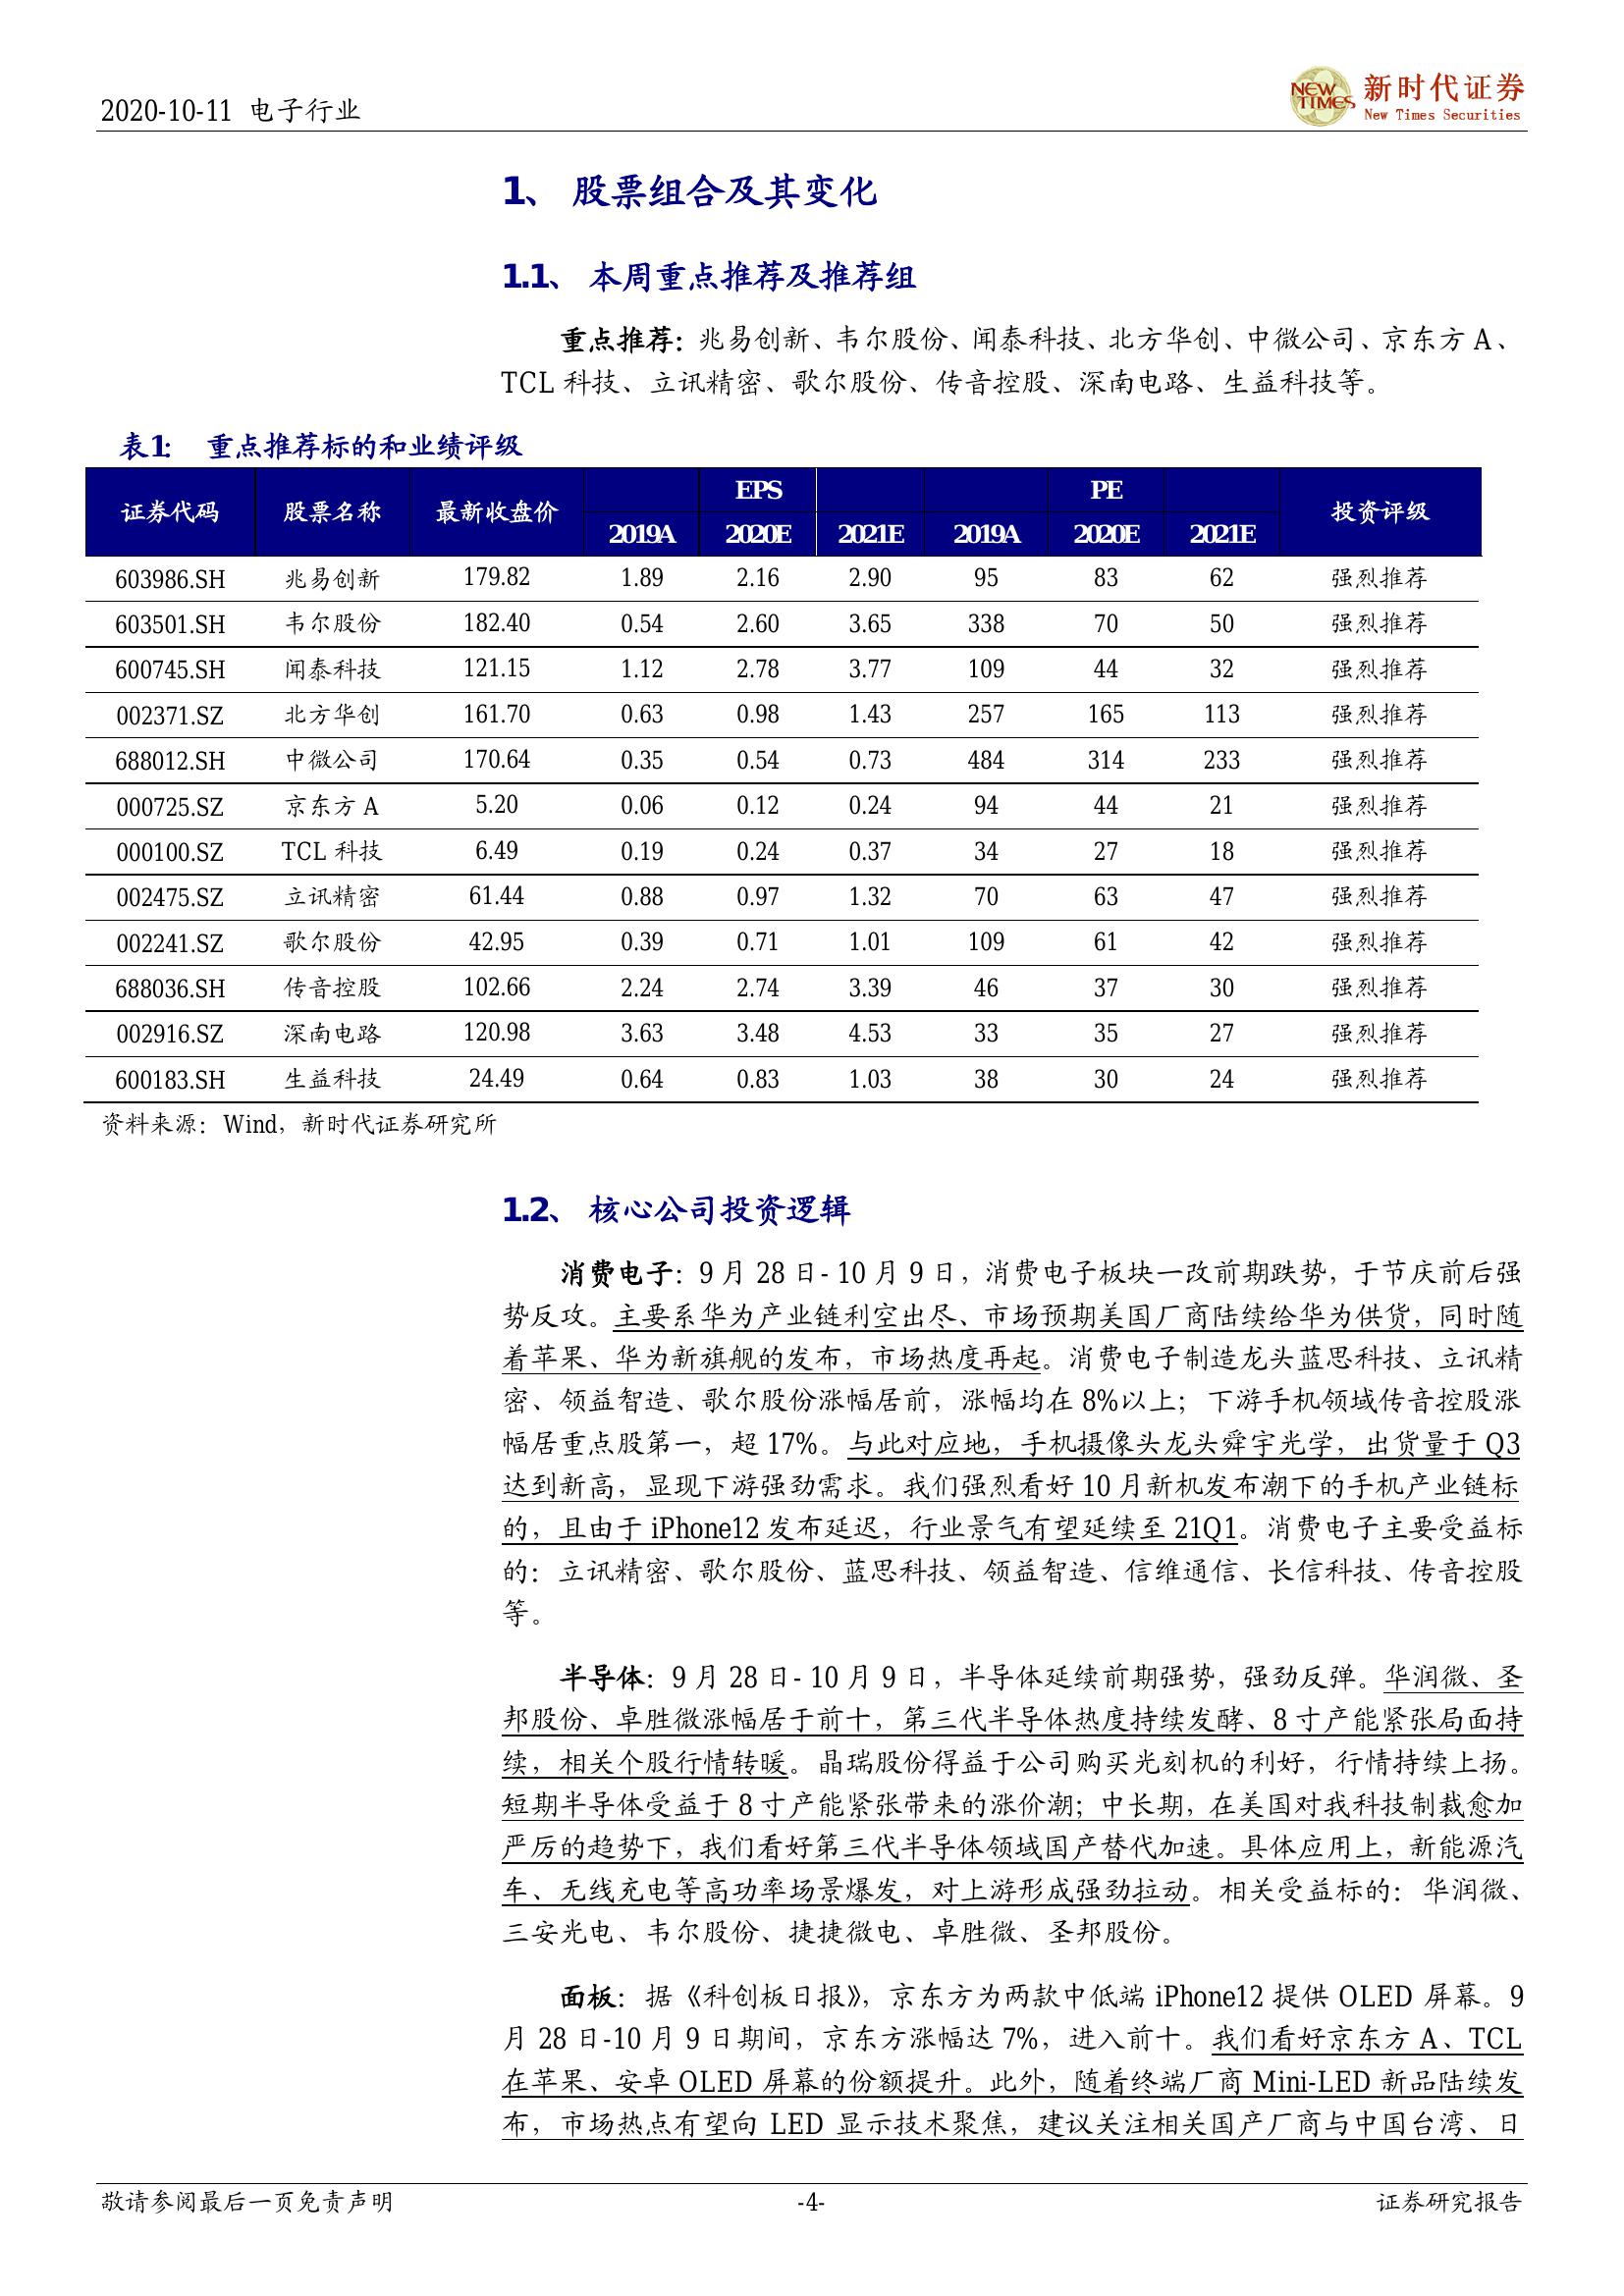 2020-10-11 电子行业
NEW TIMES 新时代证券
New Times Securities
1、 股票组合及其变化
1.1、 本周重点推荐及推荐组
重点推荐：兆易创新、韦尔股份、闻泰科技、北方华创、中微公司、京东方 A、
TCL 科技、立讯精密、歌尔股份、传音控股、深南电路、生益科技等。
表1： 重点推荐标的和业绩评级
证券代码 股票名称 最新收盘价 EPS PE 投资评级
2019A 2020E 2021E 2019A 2020E 2021E
603986.SH 兆易创新 179.82 1.89 2.16 2.90 95 83 62 强烈推荐
603501.SH 韦尔股份 182.40 0.54 2.60 3.65 338 70 50 强烈推荐
600745.SH 闻泰科技 121.15 1.12 2.78 3.77 109 44 32 强烈推荐
002371.SZ 北方华创 161.70 0.63 0.98 1.43 257 165 113 强烈推荐
688012.SH 中微公司 170.64 0.35 0.54 0.73 484 314 233 强烈推荐
000725.SZ 京东方 A 5.20 0.06 0.12 0.24 94 44 21 强烈推荐
000100.SZ TCL 科技 6.49 0.19 0.24 0.37 34 27 18 强烈推荐
002475.SZ 立讯精密 61.44 0.88 0.97 1.32 70 63 47 强烈推荐
002241.SZ 歌尔股份 42.95 0.39 0.71 1.01 109 61 42 强烈推荐
688036.SH 传音控股 102.66 2.24 2.74 3.39 46 37 30 强烈推荐
002916.SZ 深南电路 120.98 3.63 3.48 4.53 33 35 27 强烈推荐
600183.SH 生益科技 24.49 0.64 0.83 1.03 38 30 24 强烈推荐
资料来源：Wind，新时代证券研究所
1.2、 核心公司投资逻辑
消费电子：9 月 28 日- 10 月 9 日，消费电子板块一改前期跌势，于节庆前后强
势反攻。主要系华为产业链利空出尽、市场预期美国厂商陆续给华为供货，同时随
着苹果、华为新旗舰的发布，市场热度再起。消费电子制造龙头蓝思科技、立讯精
密、领益智造、歌尔股份涨幅居前，涨幅均在 8%以上；下游手机领域传音控股涨
幅居重点股第一，超 17%。与此对应地，手机摄像头龙头舜宇光学，出货量于 Q3
达到新高，显现下游强劲需求。我们强烈看好 10 月新机发布潮下的手机产业链标
的，且由于 iPhone12 发布延迟，行业景气有望延续至 21Q1。消费电子主要受益标
的：立讯精密、歌尔股份、蓝思科技、领益智造、信维通信、长信科技、传音控股
等。
半导体：9 月 28 日- 10 月 9 日，半导体延续前期强势，强劲反弹。华润微、圣
邦股份、卓胜微涨幅居于前十，第三代半导体热度持续发酵、8 寸产能紧张局面持
续，相关个股行情转暖。晶瑞股份得益于公司购买光刻机的利好，行情持续上扬。
短期半导体受益于 8 寸产能紧张带来的涨价潮；中长期，在美国对我科技制裁愈加
严厉的趋势下，我们看好第三代半导体领域国产替代加速。具体应用上，新能源汽
车、无线充电等高功率场景爆发，对上游形成强劲拉动。相关受益标的：华润微、
三安光电、韦尔股份、捷捷微电、卓胜微、圣邦股份。
面板：据《科创板日报》，京东方为两款中低端 iPhone12 提供 OLED 屏幕。9
月 28 日-10 月 9 日期间，京东方涨幅达 7%，进入前十。我们看好京东方 A、TCL
在苹果、安卓 OLED 屏幕的份额提升。此外，随着终端厂商 Mini-LED 新品陆续发
布，市场热点有望向 LED 显示技术聚焦，建议关注相关国产厂商与中国台湾、日
敬请参阅最后一页免责声明 -4- 证券研究报告